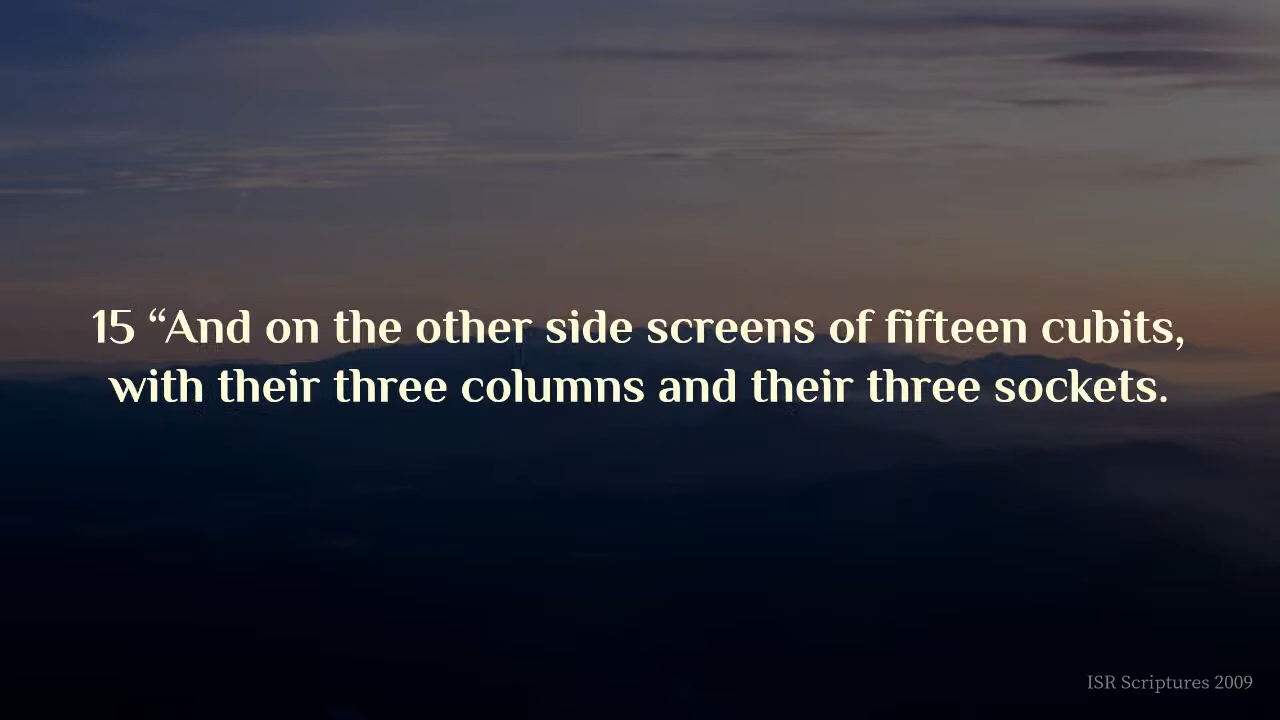 15 “And on the other side screens of fifteen cubits,
with their three columns and their three sockets.
ISR Scriptures 2009